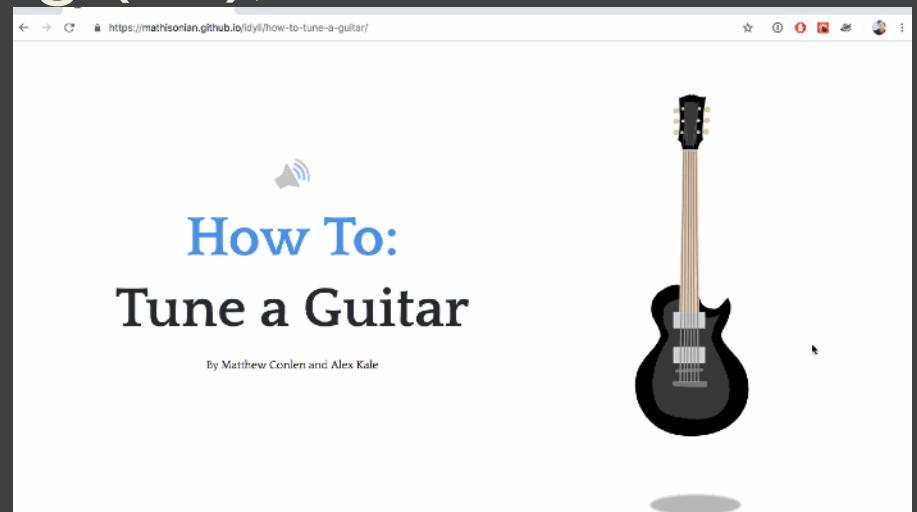 https://mathisonian.github.io/idyll/how-to-tune-a-guitar/
How To:
Tune a Guitar
By Matthew Conlen and Alex Kale